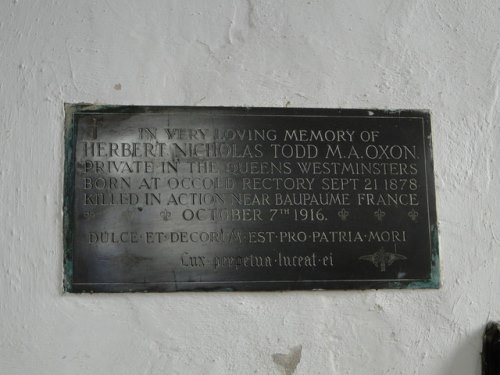 IN VERY LOVING MEMORY OF
HERBERT NICHOLAS TODD M.A. OXON.
PRIVATE IN THE QUEENS WESTMINSTERS
BORN AT OCCOLD RECTORY SEPT 21 1878
KILLED IN ACTION NEAR BAUPAUME FRANCE
OCTOBER 7TH 1916.
DULCE·ET·DECORUM·EST·PRO·PATRIA·MORI
Lux·perpetua·luceat·ei